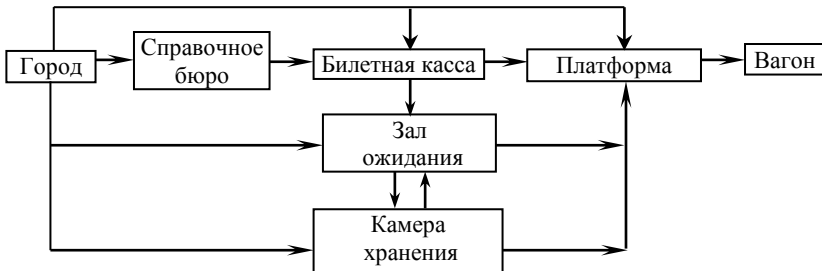 Город
Справочное
бюро
Билетная касса
Платформа
Вагон
Зал
ожидания
Камера
хранения